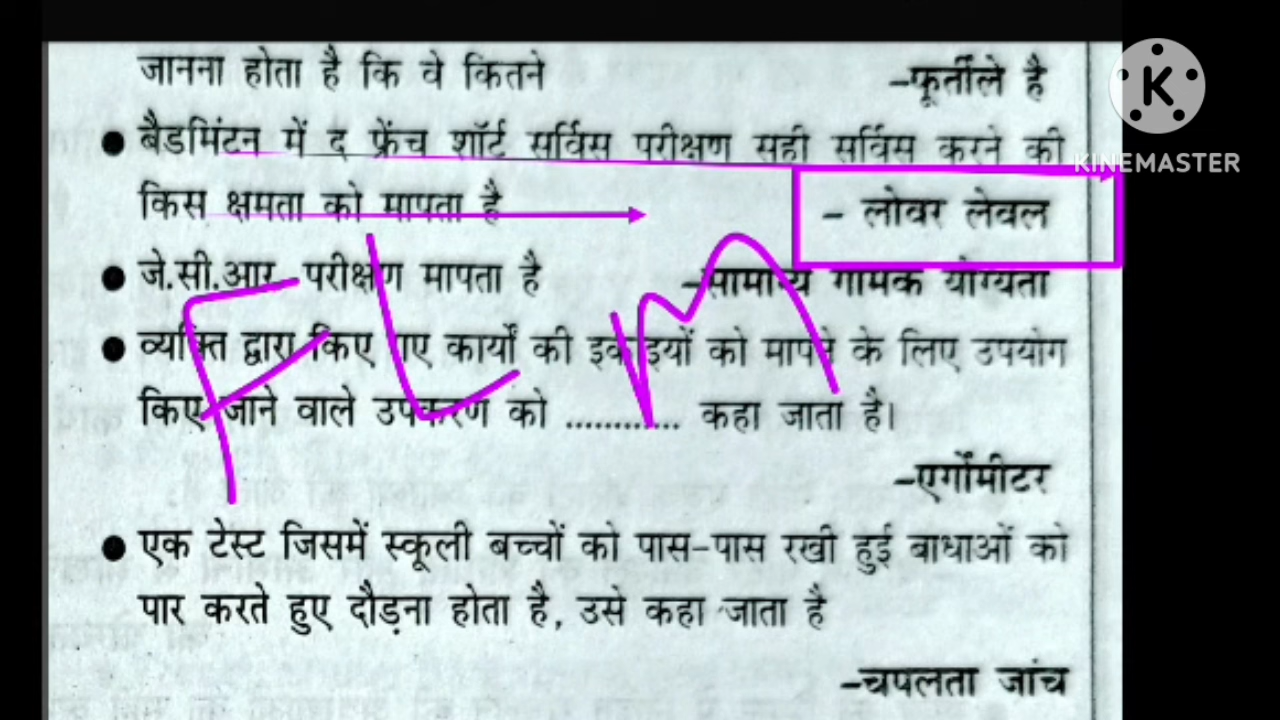 जानना होता है कि वे कितने -फूर्तीले है
● बैडमिंटन में द फ्रेंच शॉर्ट सर्विस परीक्षण सही सर्विस करने की
किस क्षमता को मापता है - लोवर लेवल
● जे.सी.आर. परीक्षण मापता है -सामान्य गामक योग्यता
● व्यक्ति द्वारा किए गए कार्यों की इकाइयों को मापने के लिए उपयोग
किए जाने वाले उपकरण को ............ कहा जाता है।
-एर्गोमीटर
● एक टेस्ट जिसमें स्कूली बच्चों को पास-पास रखी हुई बाधाओं को
पार करते हुए दौड़ना होता है, उसे कहा जाता है
-चपलता जांच
K
KINEMASTER